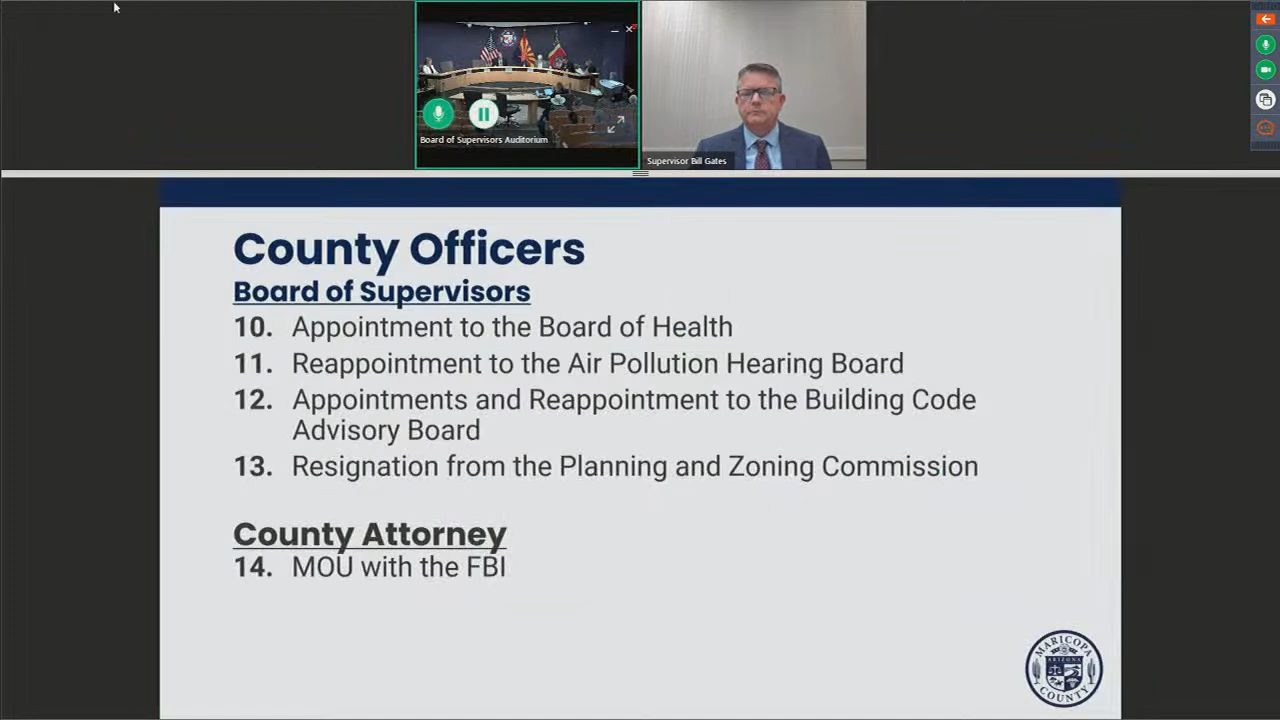 Board of Supervisors Auditorium
Supervisor Bill Gates
County Officers
Board of Supervisors
10. Appointment to the Board of Health
11. Reappointment to the Air Pollution Hearing Board
12. Appointments and Reappointment to the Building Code
Advisory Board
13. Resignation from the Planning and Zoning Commission
County Attorney
14. MOU with the FBI
MARICOPA
ARIZONA
COUNTY